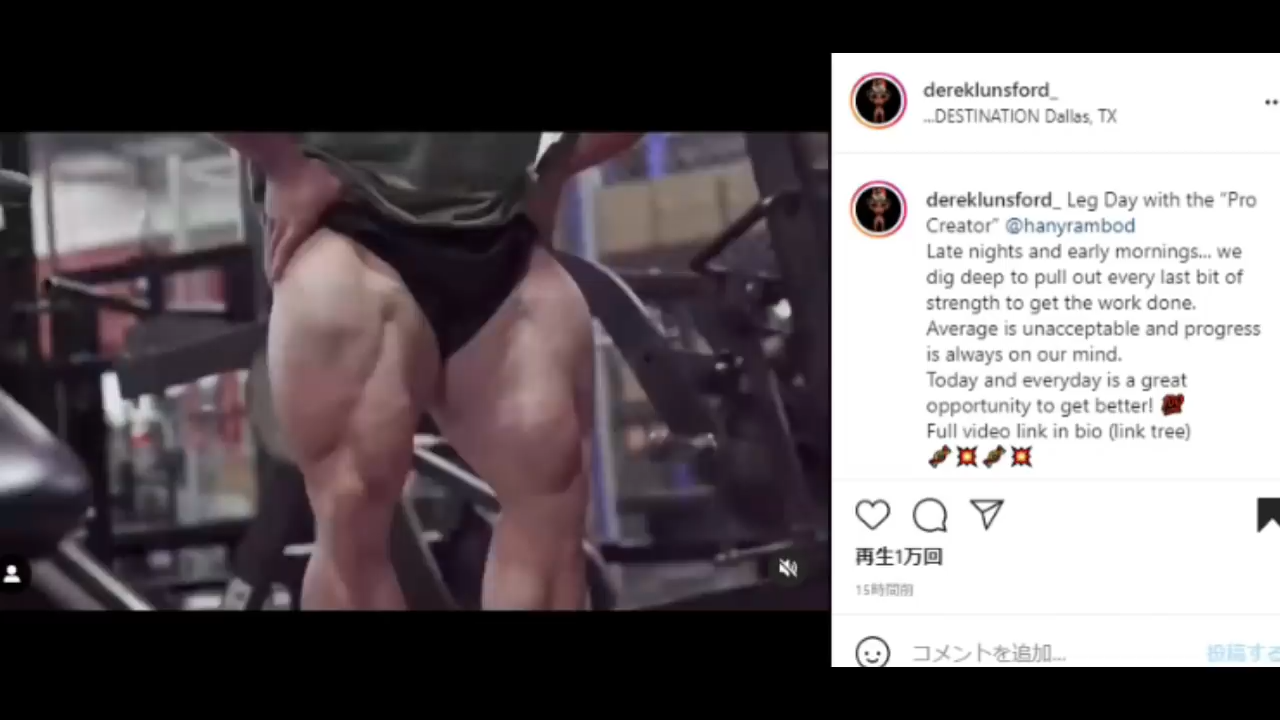 dereklunsford_
...DESTINATION Dallas, TX
dereklunsford_ Leg Day with the "Pro
Creator" @hanyrambod
Late nights and early mornings... we
dig deep to pull out every last bit of
strength to get the work done.
Average is unacceptable and progress
is always on our mind.
Today and everyday is a great
opportunity to get better! 💯
Full video link in bio (link tree)
🍬💥🍬💥
再生1万回
15時間前
コメントを追加...
投稿する